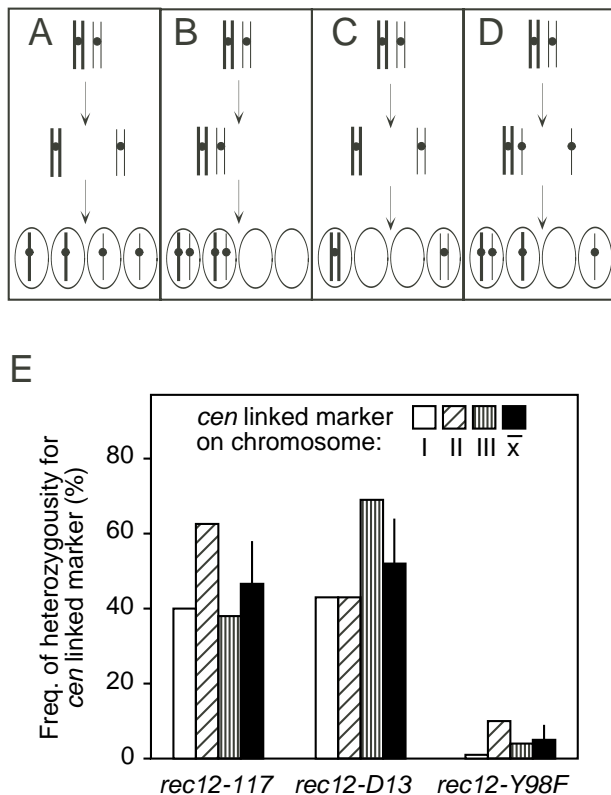 A B C D
E
cen linked marker
on chromosome:
I II III x̄
Freq. of heterozygousity for
cen linked marker (%)
80
60
40
20
0
rec12-117 rec12-D13 rec12-Y98F